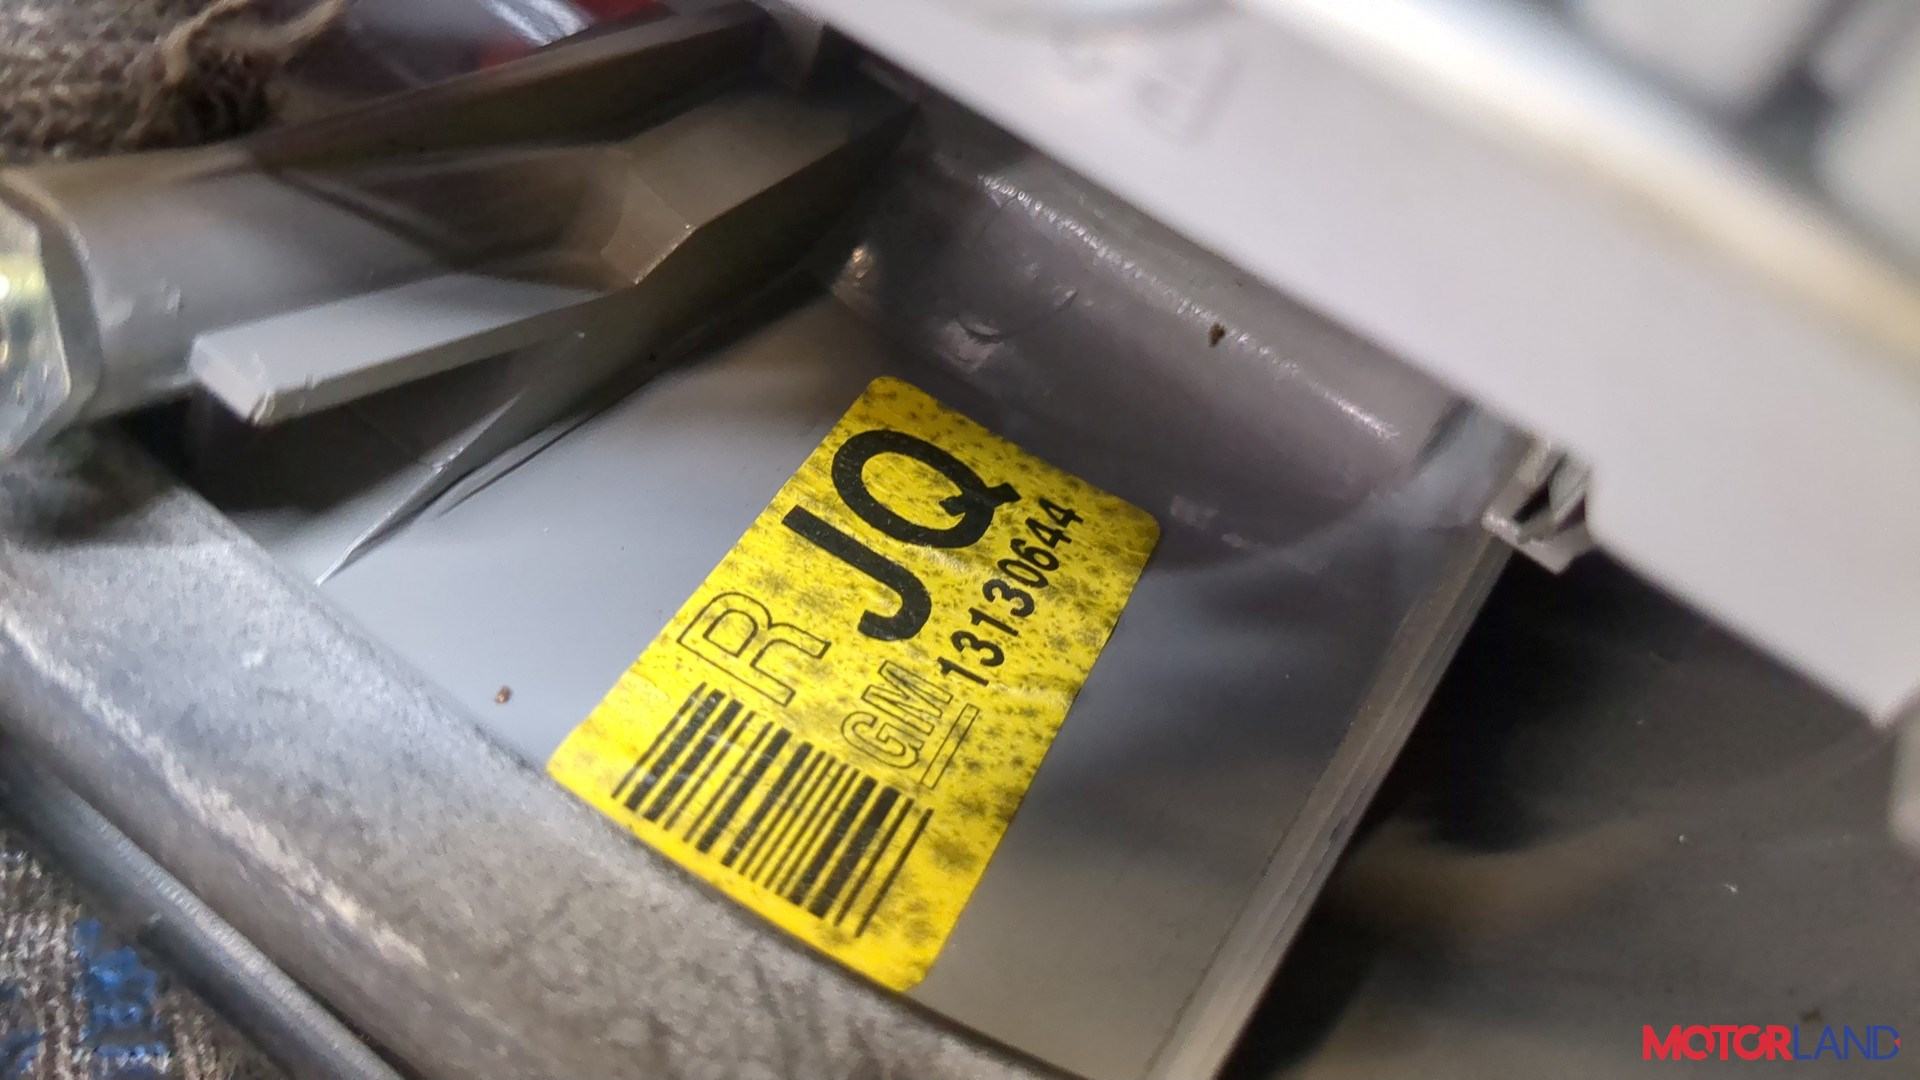 JQ
R
13130644
GM
MOTORLAND